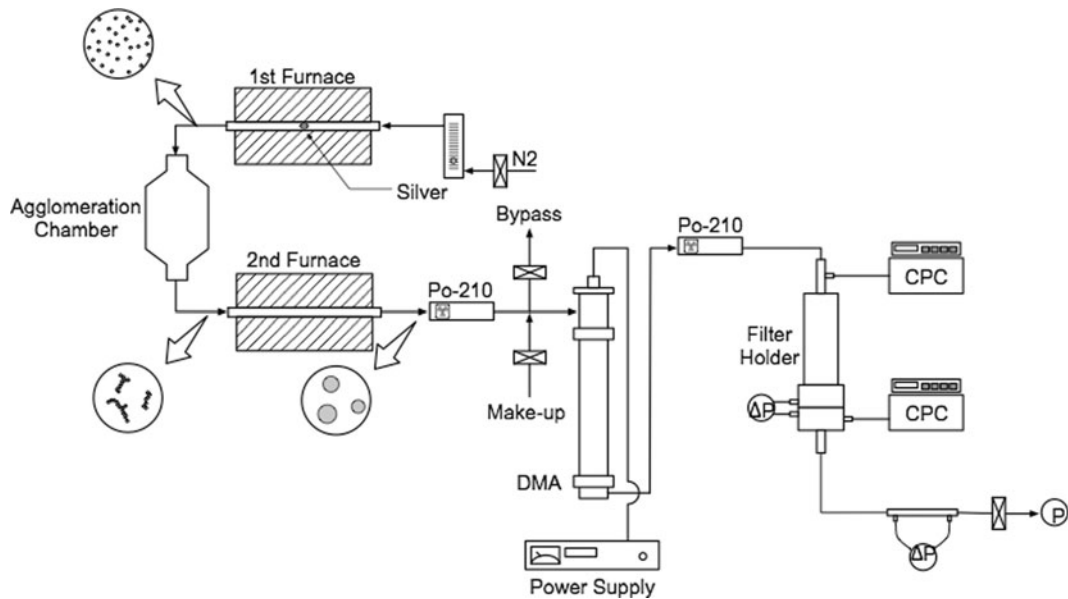 1st Furnace
N2
Silver
Agglomeration
Chamber
Bypass
Po-210
CPC
2nd Furnace
Po-210
Filter
Holder
Make-up
ΔP
CPC
DMA
P
ΔP
Power Supply